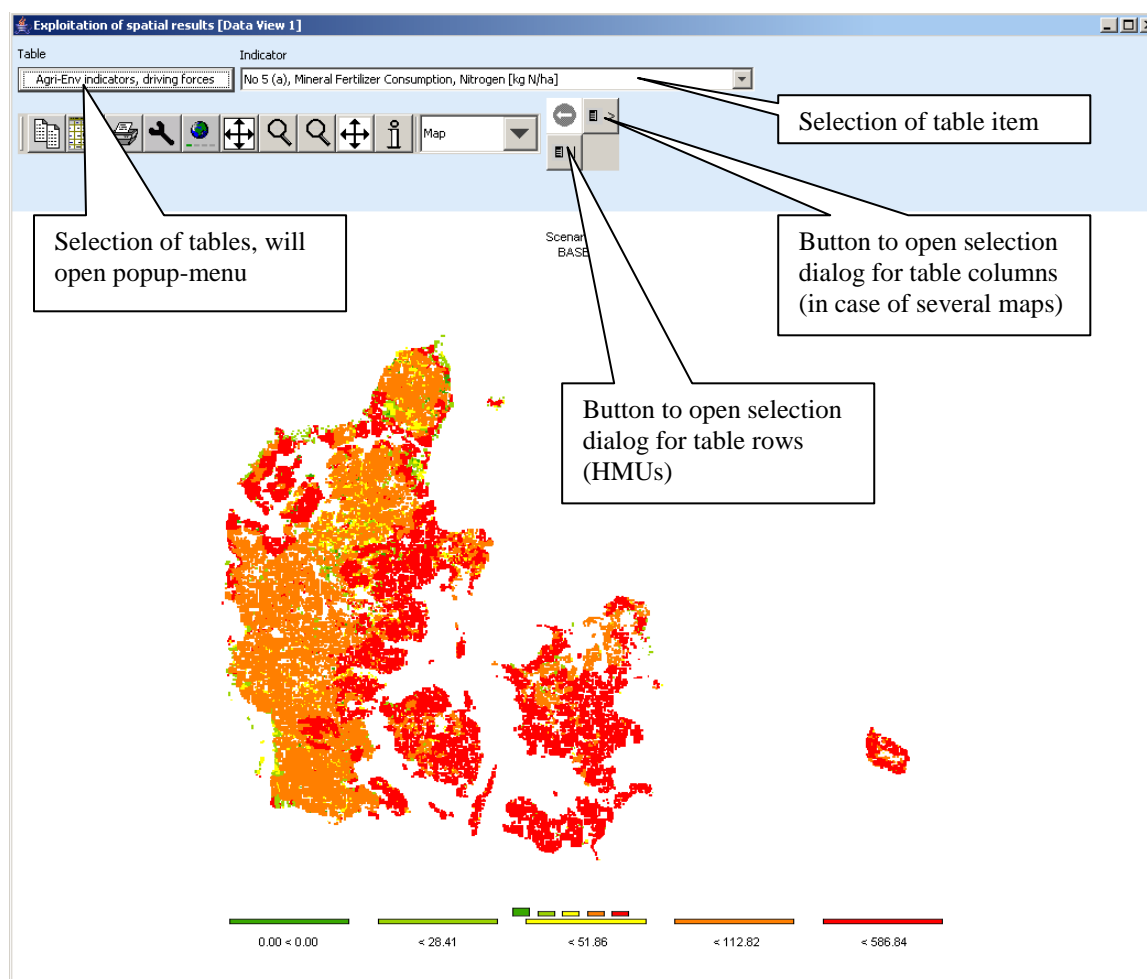 Exploitation of spatial results [Data View 1]
Table
Indicator
Agri-Env indicators, driving forces
No 5 (a), Mineral Fertilizer Consumption, Nitrogen [kg N/ha]
Selection of table item
Map
Selection of tables, will
open popup-menu
Button to open selection
dialog for table columns
(in case of several maps)
BASE
Button to open selection
dialog for table rows
(HMUs)
0.00 < 0.00
< 28.41
< 51.86
< 112.82
< 586.84